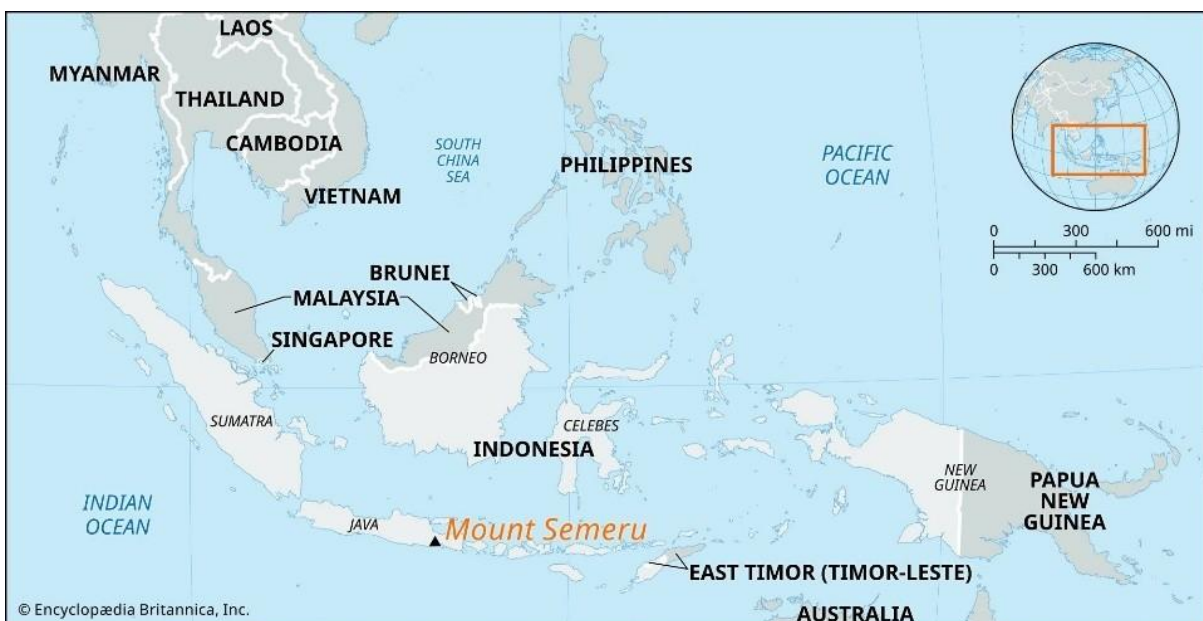 LAOS
MYANMAR
THAILAND
CAMBODIA
VIETNAM
SOUTH
CHINA
SEA
PHILIPPINES
PACIFIC
OCEAN
0 300 600 mi
0 300 600 km
BRUNEI
MALAYSIA
SINGAPORE
BORNEO
SUMATRA
CELEBES
INDONESIA
NEW
GUINEA
PAPUA
NEW
GUINEA
INDIAN
OCEAN
JAVA
Mount Semeru
EAST TIMOR (TIMOR-LESTE)
AUSTRALIA
© Encyclopædia Britannica, Inc.